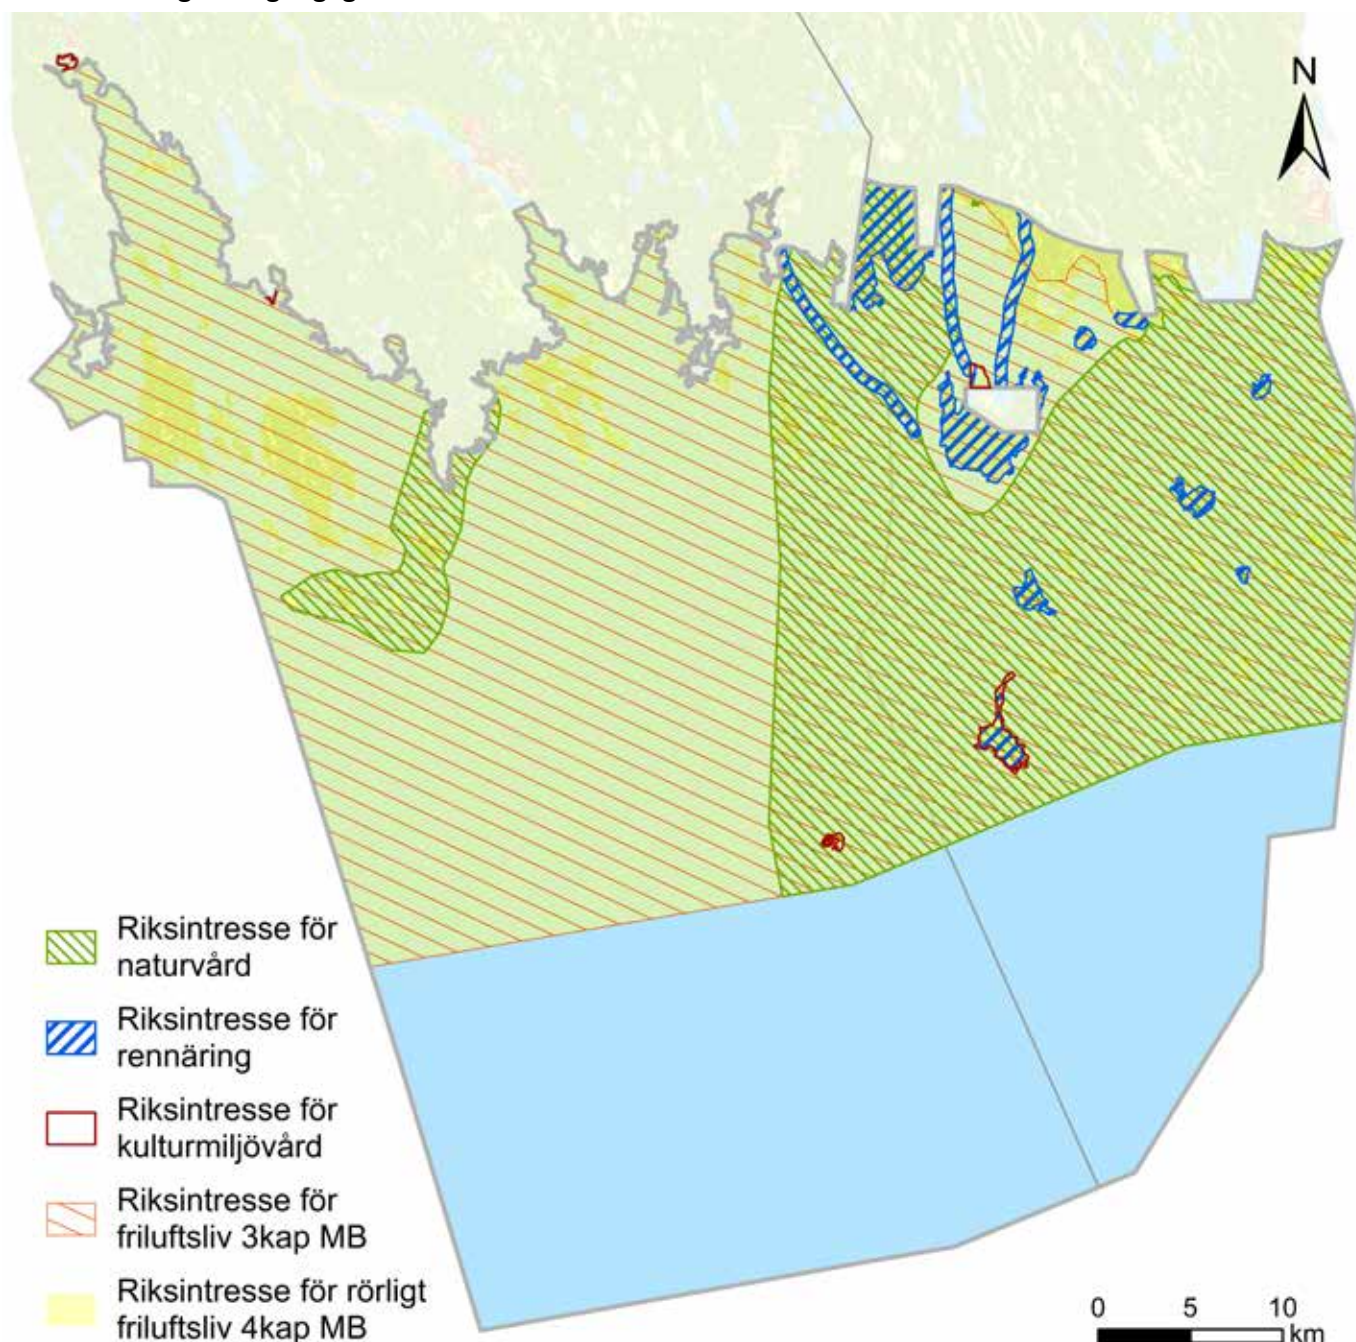 N
Riksintresse för
naturvård
Riksintresse för
rennäring
Riksintresse för
kulturmiljövård
Riksintresse för
friluftsliv 3kap MB
Riksintresse för rörligt
friluftsliv 4kap MB
0 5 10
km